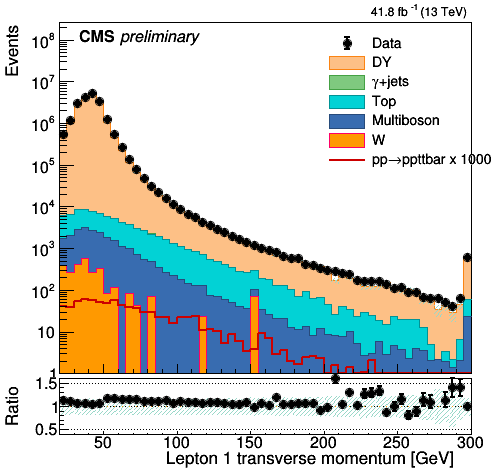 41.8 fb⁻¹ (13 TeV)
CMS preliminary
Events
10⁸
10⁷
10⁶
10⁵
10⁴
10³
10²
10
1
Data
DY
γ+jets
Top
Multiboson
W
pp→ppttbar x 1000
Ratio
1.5
1
0.5
50 100 150 200 250 300
Lepton 1 transverse momentum [GeV]